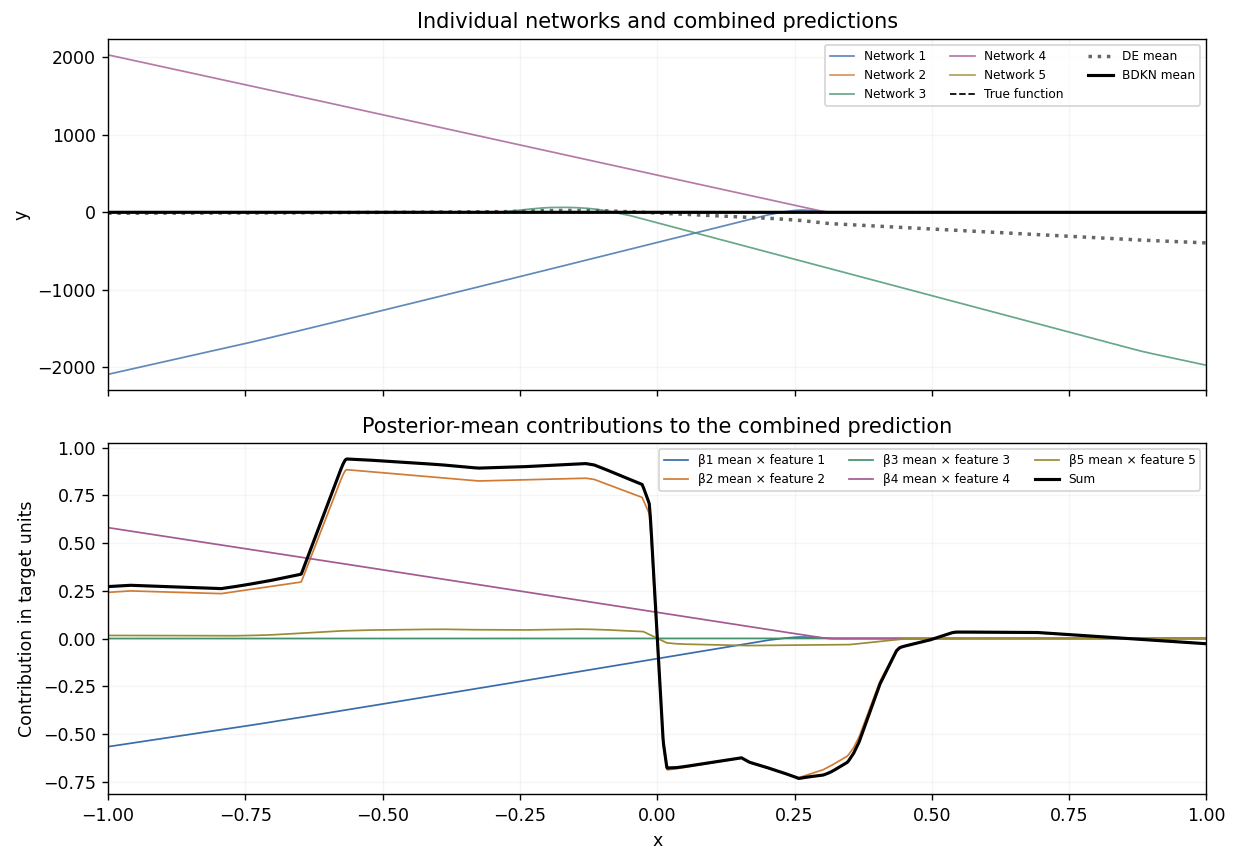 Individual networks and combined predictions
2000
1000
0
−1000
−2000
y
Network 1
Network 2
Network 3
Network 4
Network 5
True function
DE mean
BDKN mean
Posterior-mean contributions to the combined prediction
1.00
0.75
0.50
0.25
0.00
−0.25
−0.50
−0.75
Contribution in target units
β1 mean × feature 1
β2 mean × feature 2
β3 mean × feature 3
β4 mean × feature 4
β5 mean × feature 5
Sum
−1.00 −0.75 −0.50 −0.25 0.00 0.25 0.50 0.75 1.00
x